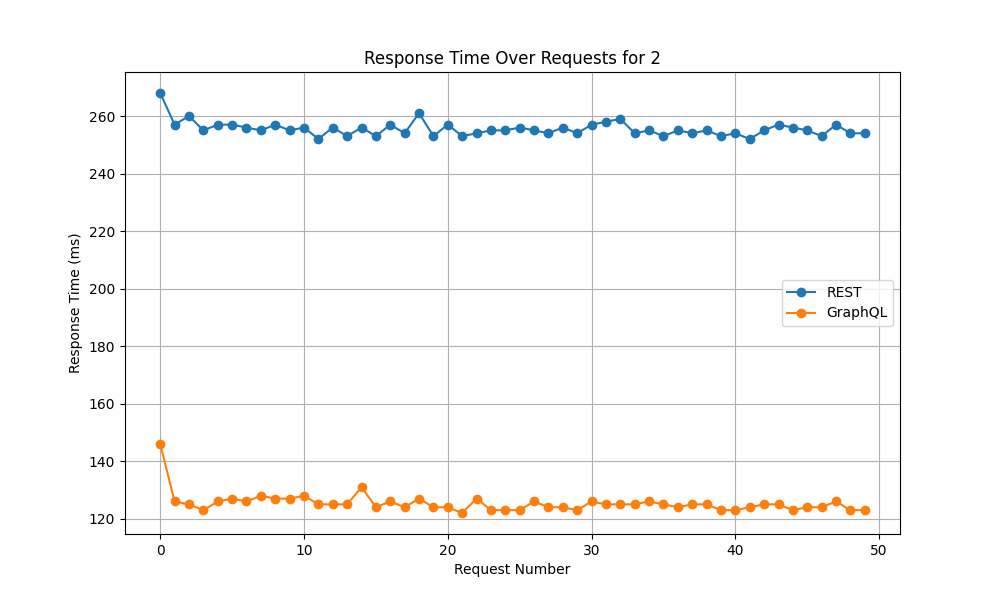 Response Time Over Requests for 2
Response Time (ms)
260
240
220
200
180
160
140
120
REST
GraphQL
0 10 20 30 40 50
Request Number